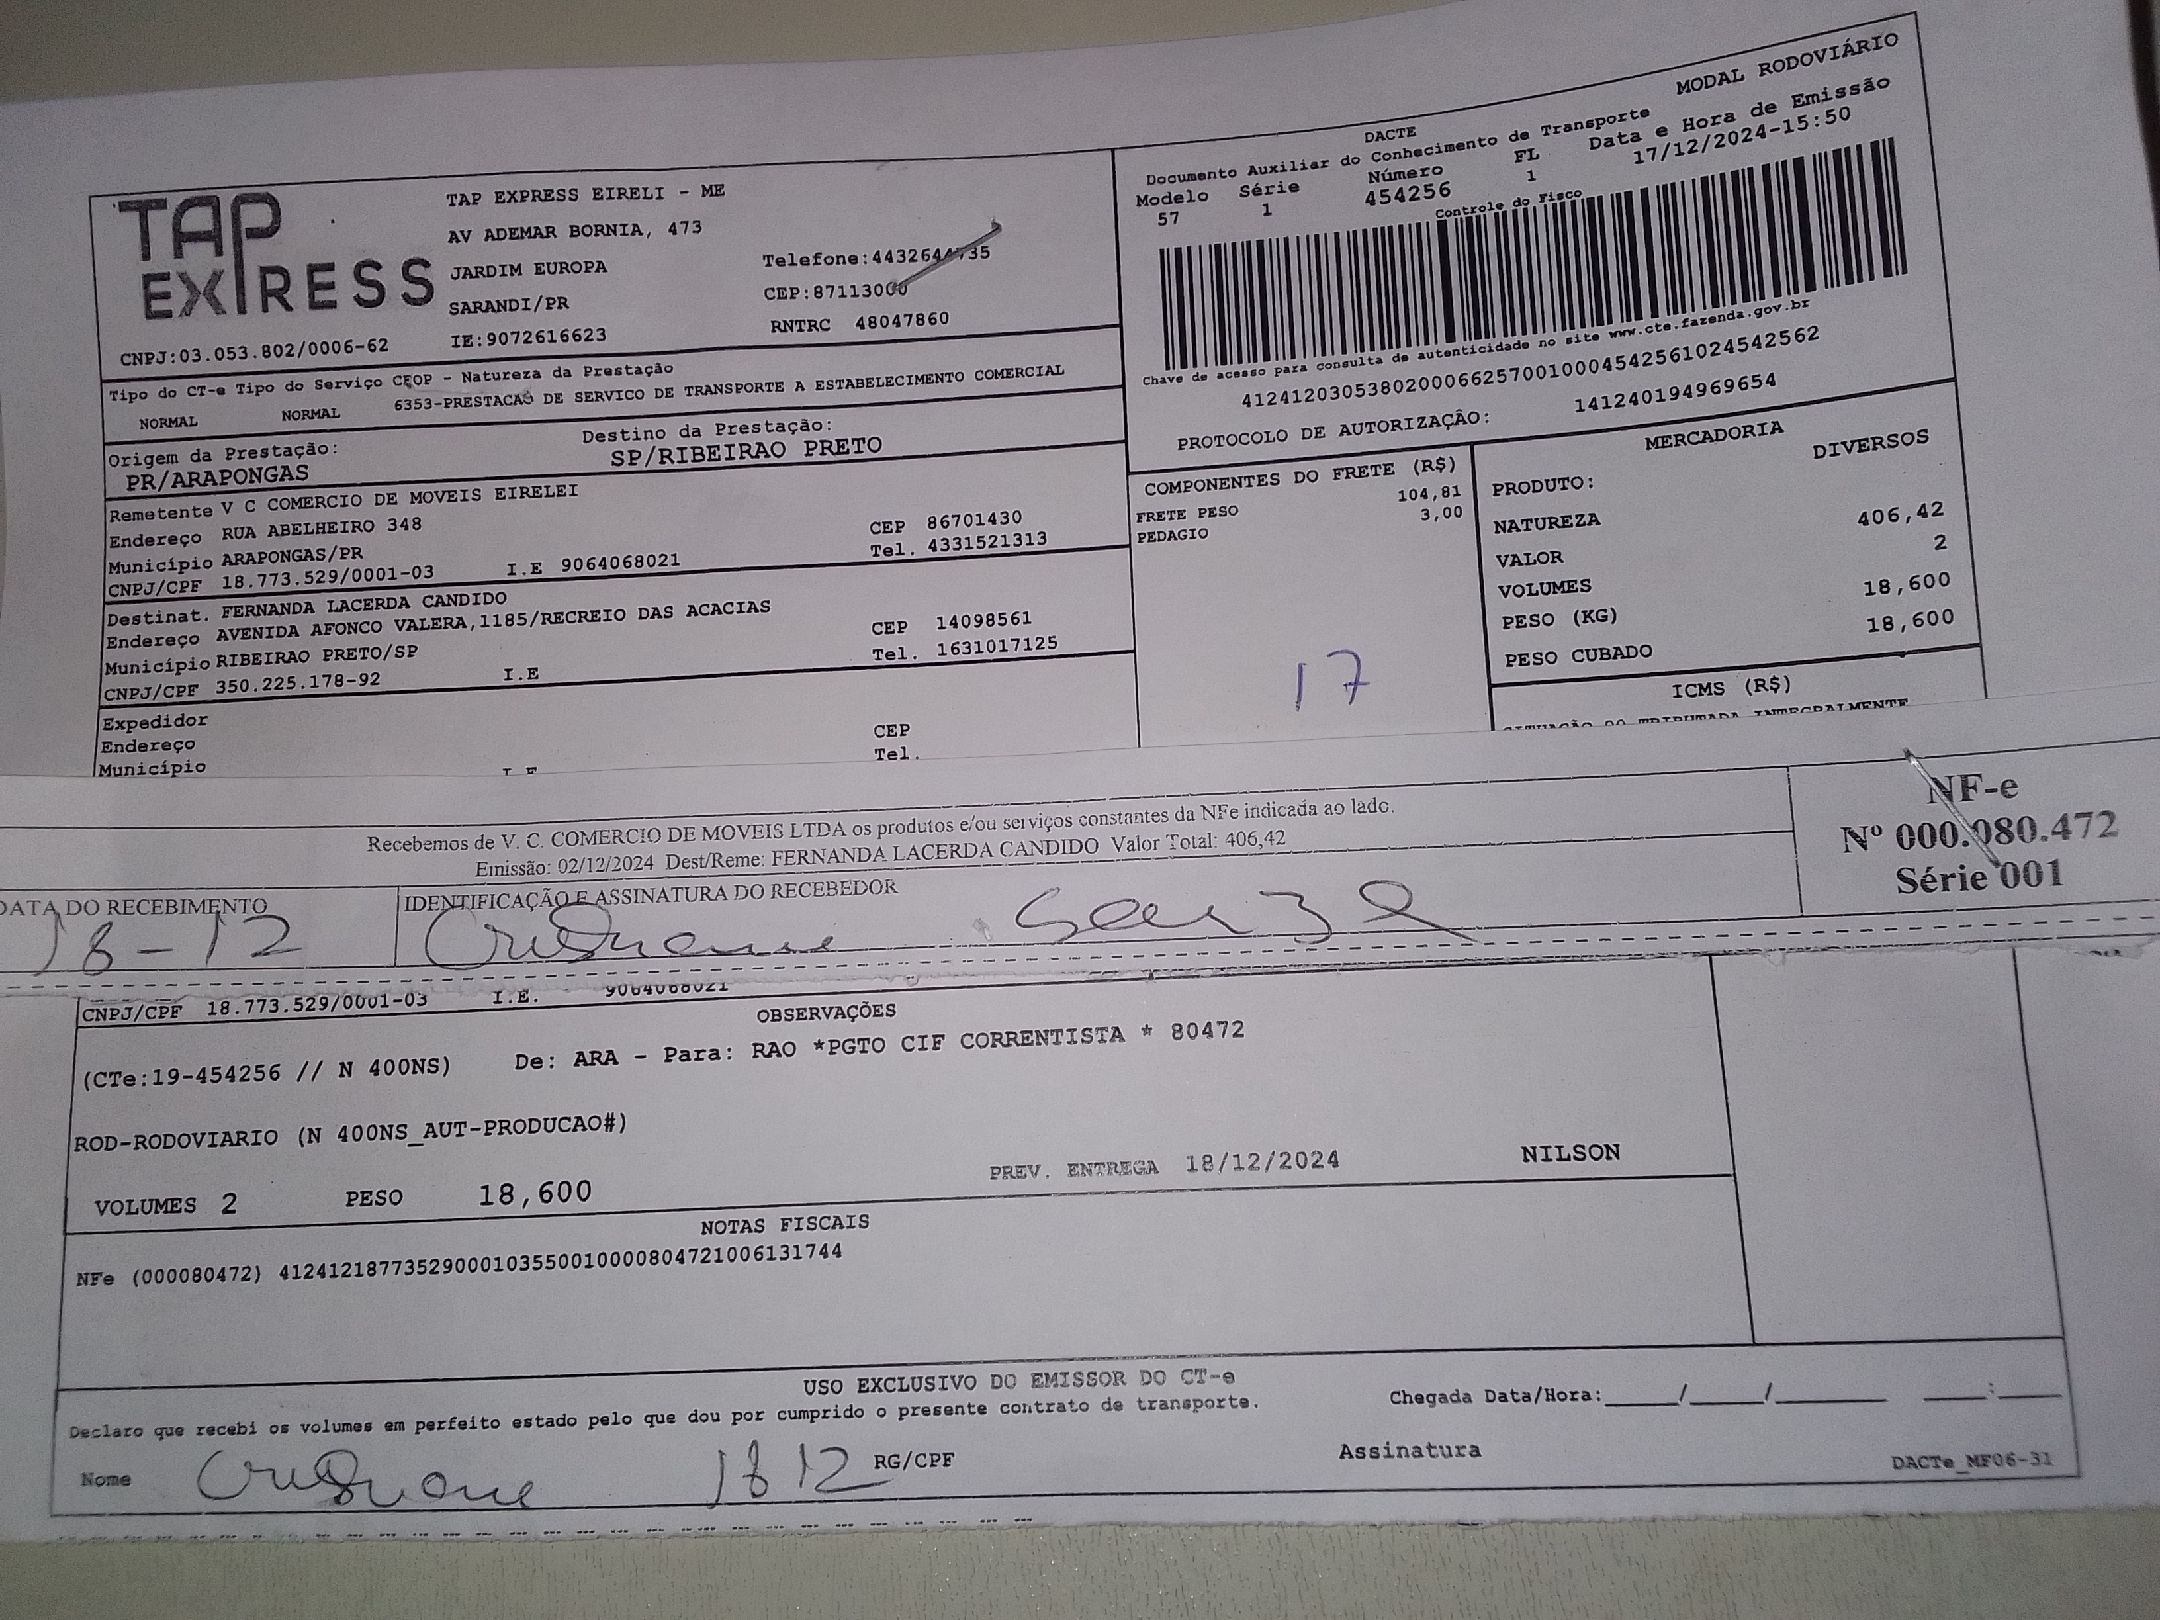 TAP EXPRESS
TAP EXPRESS EIRELI - ME
AV ADEMAR BORNIA, 473
JARDIM EUROPA
SARANDI/PR
CNPJ:03.053.802/0006-62
IE:9072616623
CEP:87113000
RNTRC 48047860
DACTE
MODAL RODOVIÁRIO
Documento Auxiliar do Conhecimento de Transporte
Modelo Série Número FL Data e Hora de Emissão
57 1 454256 1 17/12/2024-15:50
Controle do Fisco
Chave de acesso para consulta de autenticidade no site www.cte.fazenda.gov.br
41241203053802000662570010004542561024542562
PROTOCOLO DE AUTORIZAÇÃO: 141240194969654
Tipo do CT-e Tipo do Serviço CFOP - Natureza da Prestação
NORMAL NORMAL 6353-PRESTACAO DE SERVICO DE TRANSPORTE A ESTABELECIMENTO COMERCIAL
Origem da Prestação: Destino da Prestação:
PR/ARAPONGAS SP/RIBEIRAO PRETO
Remetente V C COMERCIO DE MOVEIS EIRELEI
Endereço RUA ABELHEIRO 348 CEP 86701430
Município ARAPONGAS/PR Tel. 4331521313
CNPJ/CPF 18.773.529/0001-03 I.E 9064068021
Destinat. FERNANDA LACERDA CANDIDO
Endereço AVENIDA AFONCO VALERA,1185/RECREIO DAS ACACIAS CEP 14098561
Município RIBEIRAO PRETO/SP Tel. 1631017125
CNPJ/CPF 350.225.178-92 I.E
Expedidor
Endereço CEP
Município Tel.
COMPONENTES DO FRETE (R$)
FRETE PESO 104,81
PEDAGIO 3,00
17
MERCADORIA
PRODUTO: DIVERSOS
NATUREZA
VALOR 406,42
VOLUMES 2
PESO (KG) 18,600
PESO CUBADO 18,600
ICMS (R$)
SITUAÇÃO 00 TRIBUTADA INTEGRALMENTE
Recebemos de V. C. COMERCIO DE MOVEIS LTDA os produtos e/ou serviços constantes da NFe indicada ao lado.
Emissão: 02/12/2024 Dest/Reme: FERNANDA LACERDA CANDIDO Valor Total: 406,42
NF-e
Nº 000.080.472
Série 001
DATA DO RECEBIMENTO IDENTIFICAÇÃO E ASSINATURA DO RECEBEDOR
18-12
CNPJ/CPF 18.773.529/0001-03 I.E. 9064068021
OBSERVAÇÕES
(CTe:19-454256 // N 400NS) De: ARA - Para: RAO *PGTO CIF CORRENTISTA * 80472
ROD-RODOVIARIO (N 400NS_AUT-PRODUCAO#)
VOLUMES 2 PESO 18,600 PREV. ENTREGA 18/12/2024 NILSON
NOTAS FISCAIS
NFe (000080472) 41241218773529000103550010000804721006131744
USO EXCLUSIVO DO EMISSOR DO CT-e
Declaro que recebi os volumes em perfeito estado pelo que dou por cumprido o presente contrato de transporte.
Chegada Data/Hora:____/____/______ ____:____
Nome 18 12 RG/CPF Assinatura
DACTe_MF06-31